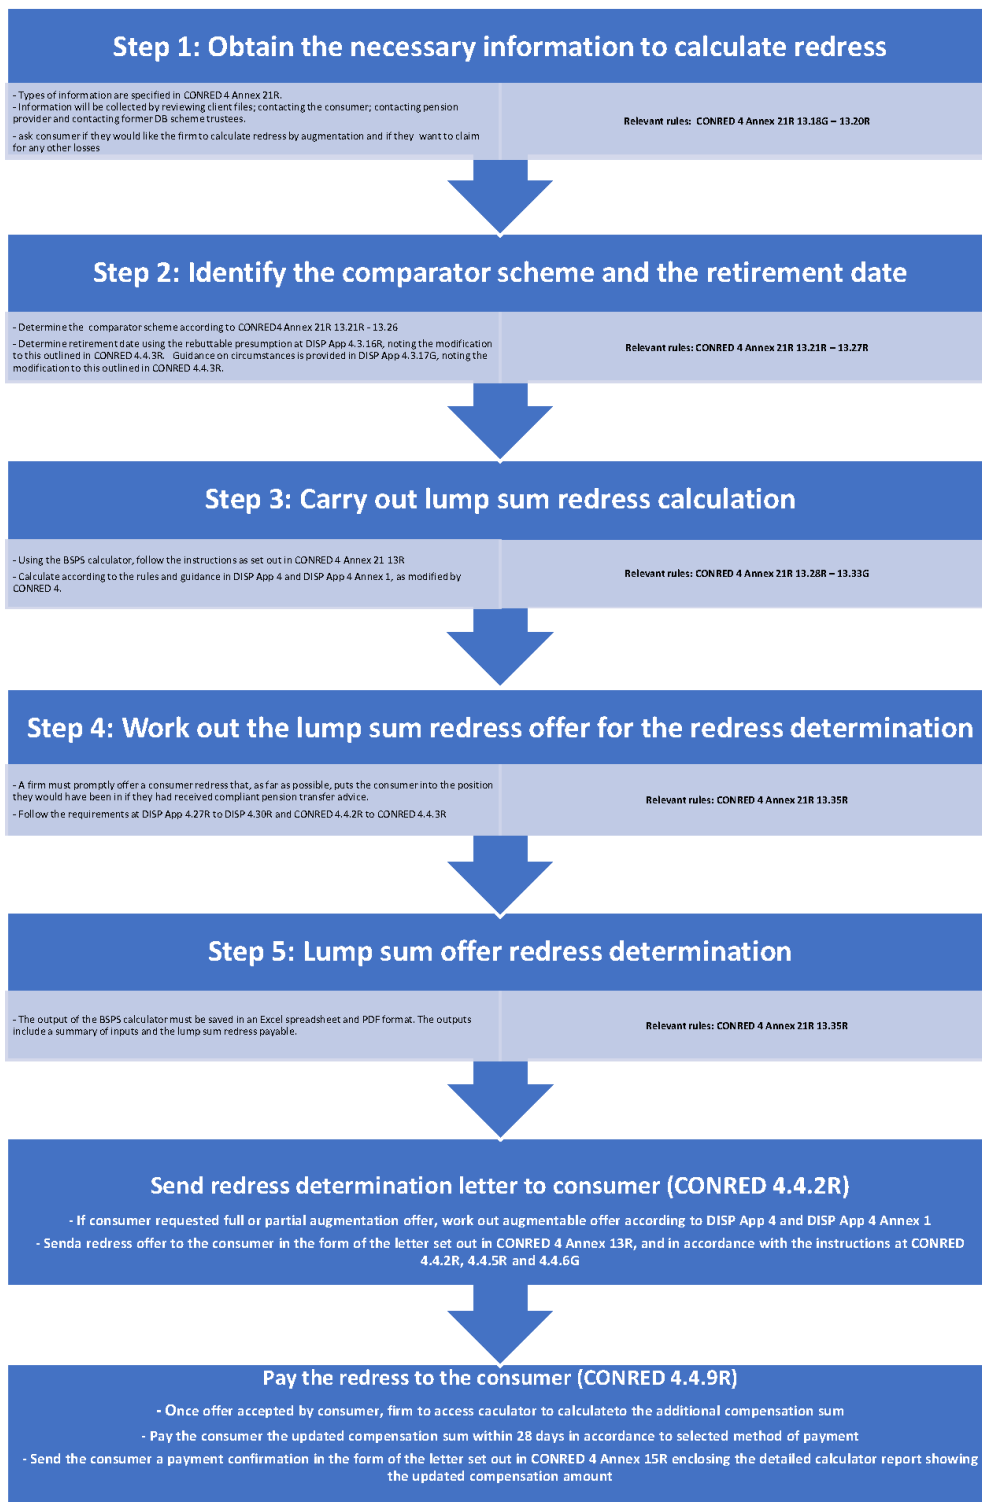 Step 1: Obtain the necessary information to calculate redress
- Types of information are specified in CONRED 4 Annex 21R.
- Information will be collected by reviewing client files; contacting the consumer; contacting pension
provider and contacting former DB scheme trustees.
- ask consumer if they would like the firm to calculate redress by augmentation and if they want to claim
for any other losses
Relevant rules: CONRED 4 Annex 21R 13.18G – 13.20R
Step 2: Identify the comparator scheme and the retirement date
- Determine the comparator scheme according to CONRED4 Annex 21R 13.21R - 13.26
- Determine retirement date using the rebuttable presumption at DISP App 4.3.16R, noting the modification
to this outlined in CONRED 4.4.3R. Guidance on circumstances is provided in DISP App 4.3.17G, noting the
modification to this outlined in CONRED 4.4.3R.
Relevant rules: CONRED 4 Annex 21R 13.21R – 13.27R
Step 3: Carry out lump sum redress calculation
- Using the BSPS calculator, follow the instructions as set out in CONRED 4 Annex 21 13R
- Calculate according to the rules and guidance in DISP App 4 and DISP App 4 Annex 1, as modified by
CONRED 4.
Relevant rules: CONRED 4 Annex 21R 13.28R – 13.33G
Step 4: Work out the lump sum redress offer for the redress determination
- A firm must promptly offer a consumer redress that, as far as possible, puts the consumer into the position
they would have been in if they had received compliant pension transfer advice.
- Follow the requirements at DISP App 4.27R to DISP 4.30R and CONRED 4.4.2R to CONRED 4.4.3R
Relevant rules: CONRED 4 Annex 21R 13.35R
Step 5: Lump sum offer redress determination
- The output of the BSPS calculator must be saved in an Excel spreadsheet and PDF format. The outputs
include a summary of inputs and the lump sum redress payable.
Relevant rules: CONRED 4 Annex 21R 13.35R
Send redress determination letter to consumer (CONRED 4.4.2R)
- If consumer requested full or partial augmentation offer, work out augmentable offer according to DISP App 4 and DISP App 4 Annex 1
- Senda redress offer to the consumer in the form of the letter set out in CONRED 4 Annex 13R, and in accordance with the instructions at CONRED
4.4.2R, 4.4.5R and 4.4.6G
Pay the redress to the consumer (CONRED 4.4.9R)
- Once offer accepted by consumer, firm to access caculator to calculateto the additional compensation sum
- Pay the consumer the updated compensation sum within 28 days in accordance to selected method of payment
- Send the consumer a payment confirmation in the form of the letter set out in CONRED 4 Annex 15R enclosing the detailed calculator report showing
the updated compensation amount